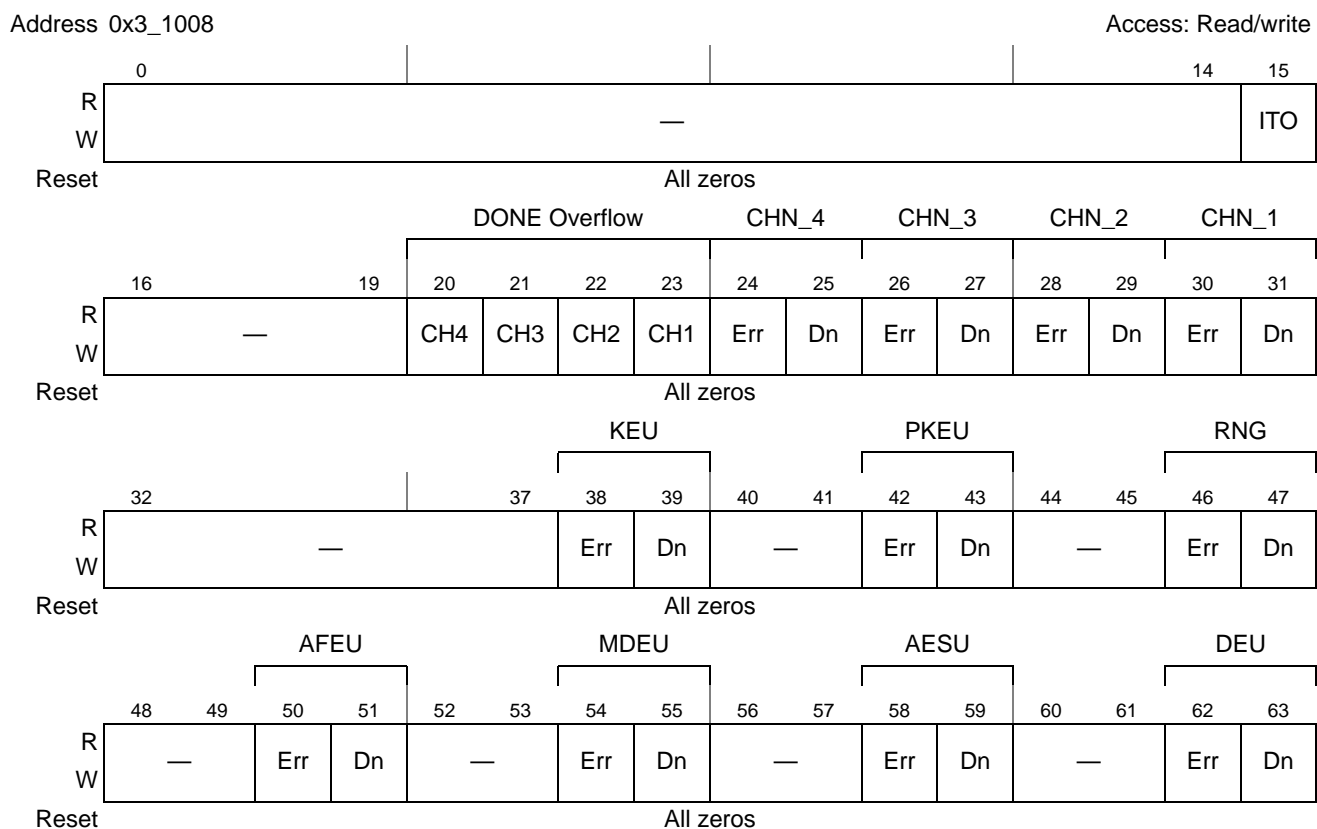 Address 0x3_1008 Access: Read/write
0 14 15
R
W
— ITO
Reset All zeros
DONE Overflow CHN_4 CHN_3 CHN_2 CHN_1
16 19 20 21 22 23 24 25 26 27 28 29 30 31
R
W
— CH4 CH3 CH2 CH1 Err Dn Err Dn Err Dn Err Dn
Reset All zeros
KEU PKEU RNG
32 37 38 39 40 41 42 43 44 45 46 47
R
W
— Err Dn — Err Dn — Err Dn
Reset All zeros
AFEU MDEU AESU DEU
48 49 50 51 52 53 54 55 56 57 58 59 60 61 62 63
R
W
— Err Dn — Err Dn — Err Dn — Err Dn
Reset All zeros